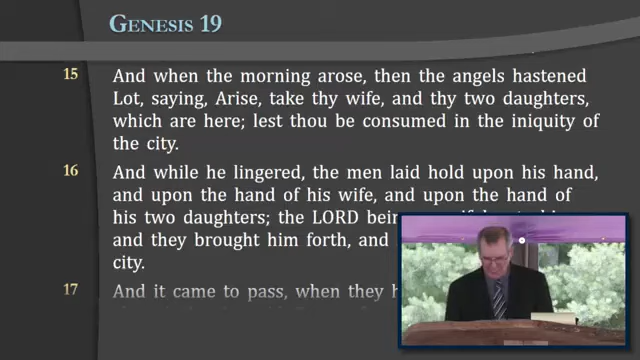 GENESIS 19
15 And when the morning arose, then the angels hastened
Lot, saying, Arise, take thy wife, and thy two daughters,
which are here; lest thou be consumed in the iniquity of
the city.
16 And while he lingered, the men laid hold upon his hand,
and upon the hand of his wife, and upon the hand of
his two daughters; the LORD
and they brought him forth, and
city.
17 And it came to pass, when they